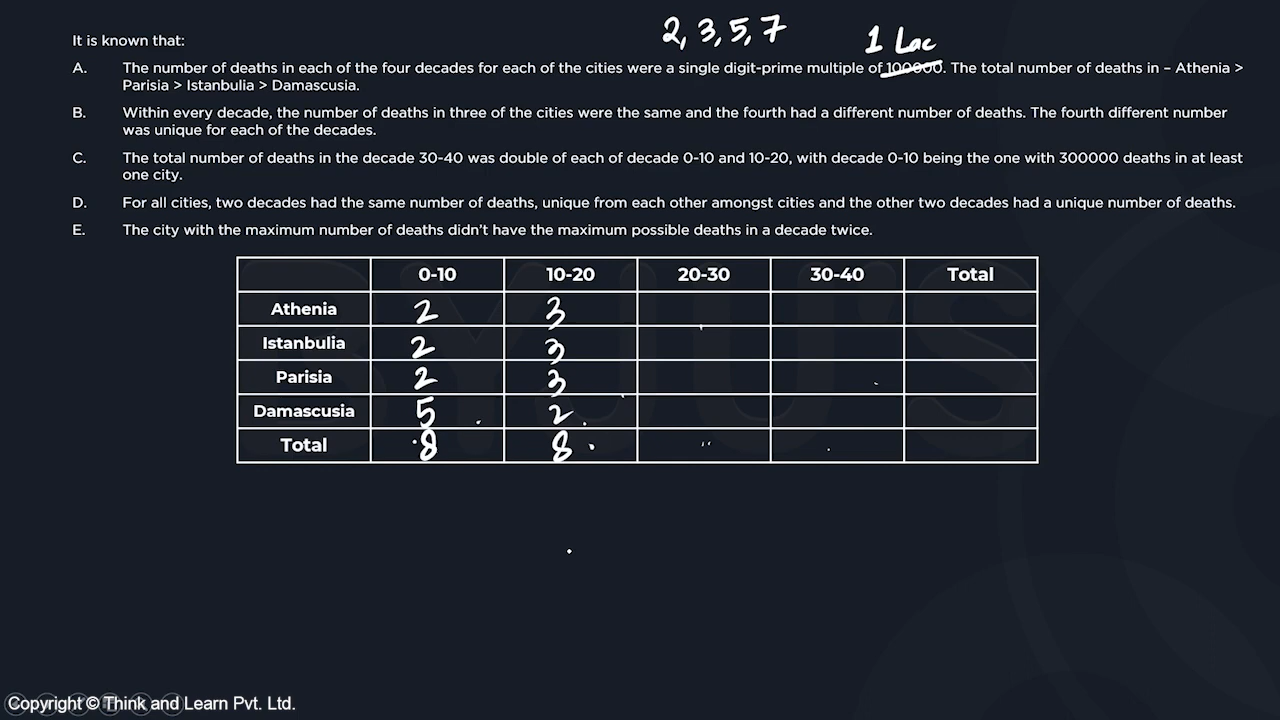 2, 3, 5, 7
1 Lac
It is known that:
A. The number of deaths in each of the four decades for each of the cities were a single digit-prime multiple of 100000. The total number of deaths in – Athenia >
Parisia > Istanbulia > Damascusia.
B. Within every decade, the number of deaths in three of the cities were the same and the fourth had a different number of deaths. The fourth different number
was unique for each of the decades.
C. The total number of deaths in the decade 30-40 was double of each of decade 0-10 and 10-20, with decade 0-10 being the one with 300000 deaths in at least
one city.
D. For all cities, two decades had the same number of deaths, unique from each other amongst cities and the other two decades had a unique number of deaths.
E. The city with the maximum number of deaths didn't have the maximum possible deaths in a decade twice.
0-10 10-20 20-30 30-40 Total
Athenia 2 3
Istanbulia 2 3
Parisia 2 3
Damascusia 5 2
Total 8 8
Copyright © Think and Learn Pvt. Ltd.